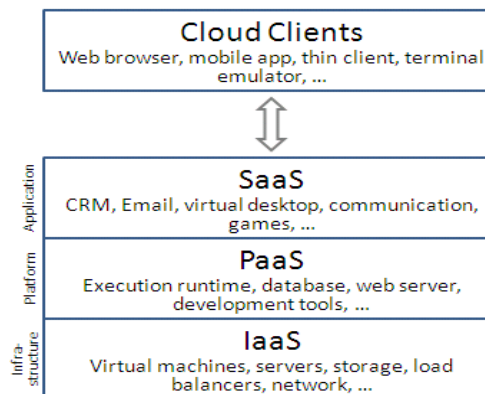 Cloud Clients
Web browser, mobile app, thin client, terminal
emulator, ...
Application
SaaS
CRM, Email, virtual desktop, communication,
games, ...
Platform
PaaS
Execution runtime, database, web server,
development tools, ...
Infra-
structure
IaaS
Virtual machines, servers, storage, load
balancers, network, ...